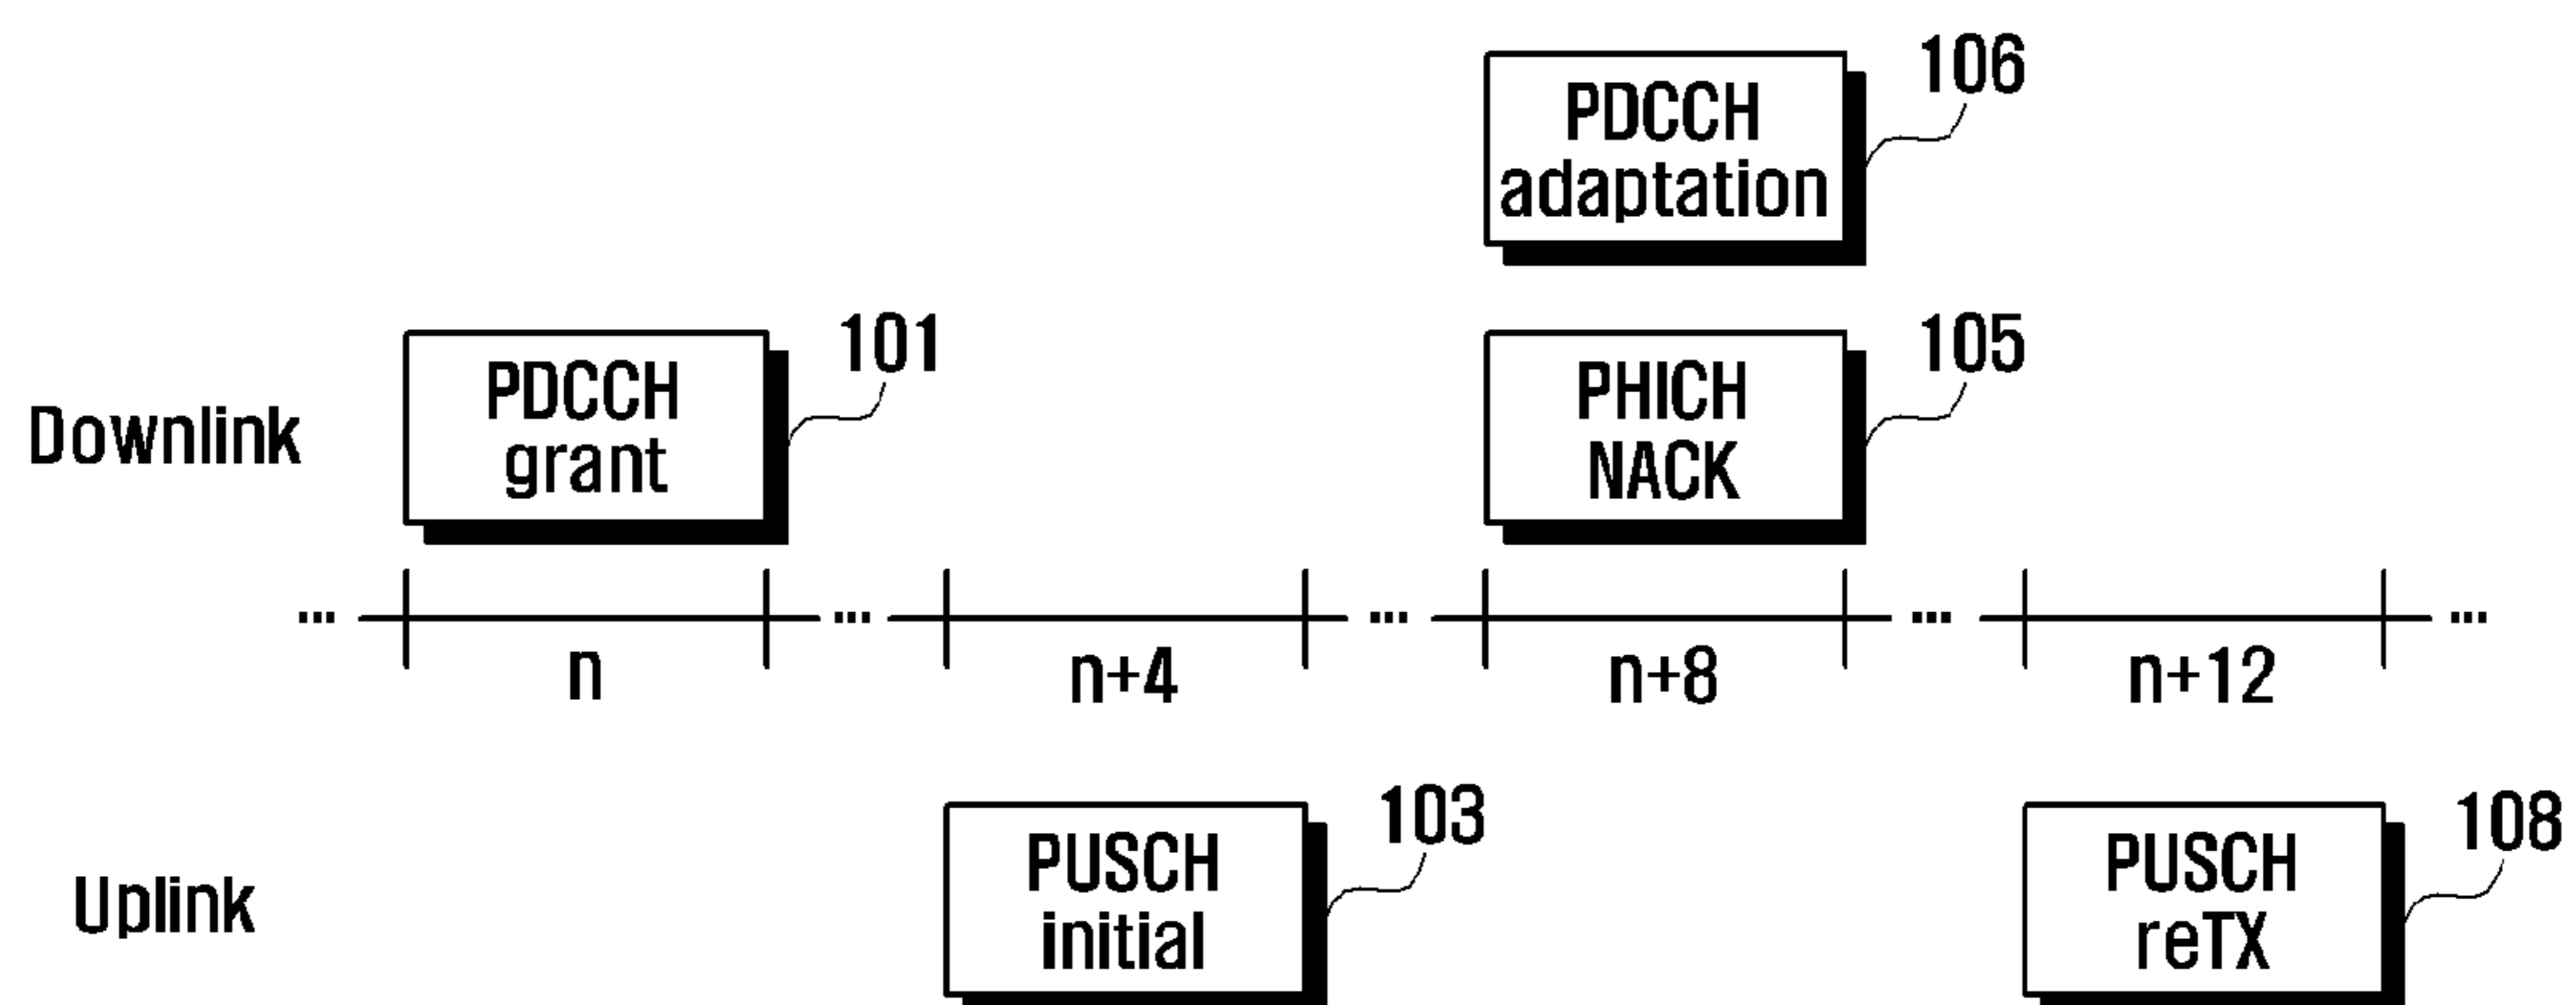 PDCCH
adaptation
106
Downlink
PDCCH
grant
101
PHICH
NACK
105
... ... ... ... ...
n
n+4
n+8
n+12
Uplink
PUSCH
initial
103
PUSCH
reTX
108